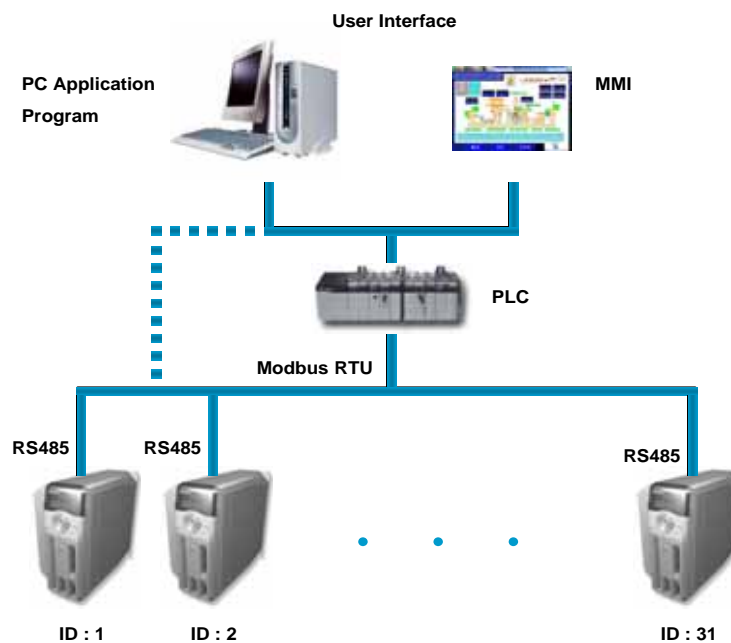 User Interface
PC Application
Program
MMI
PLC
Modbus RTU
RS485
RS485
RS485
ID : 1
ID : 2
ID : 31